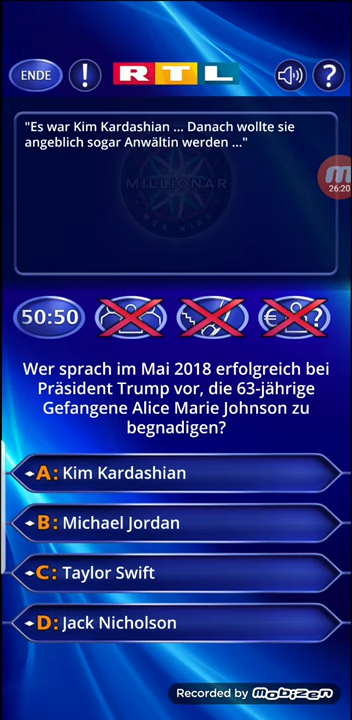 ENDE
!
RTL
?
"Es war Kim Kardashian ... Danach wollte sie
angeblich sogar Anwältin werden ..."
MILLIONÄR
26:20
50:50
€ ?
Wer sprach im Mai 2018 erfolgreich bei
Präsident Trump vor, die 63-jährige
Gefangene Alice Marie Johnson zu
begnadigen?
A: Kim Kardashian
B: Michael Jordan
C: Taylor Swift
D: Jack Nicholson
Recorded by Mobizen